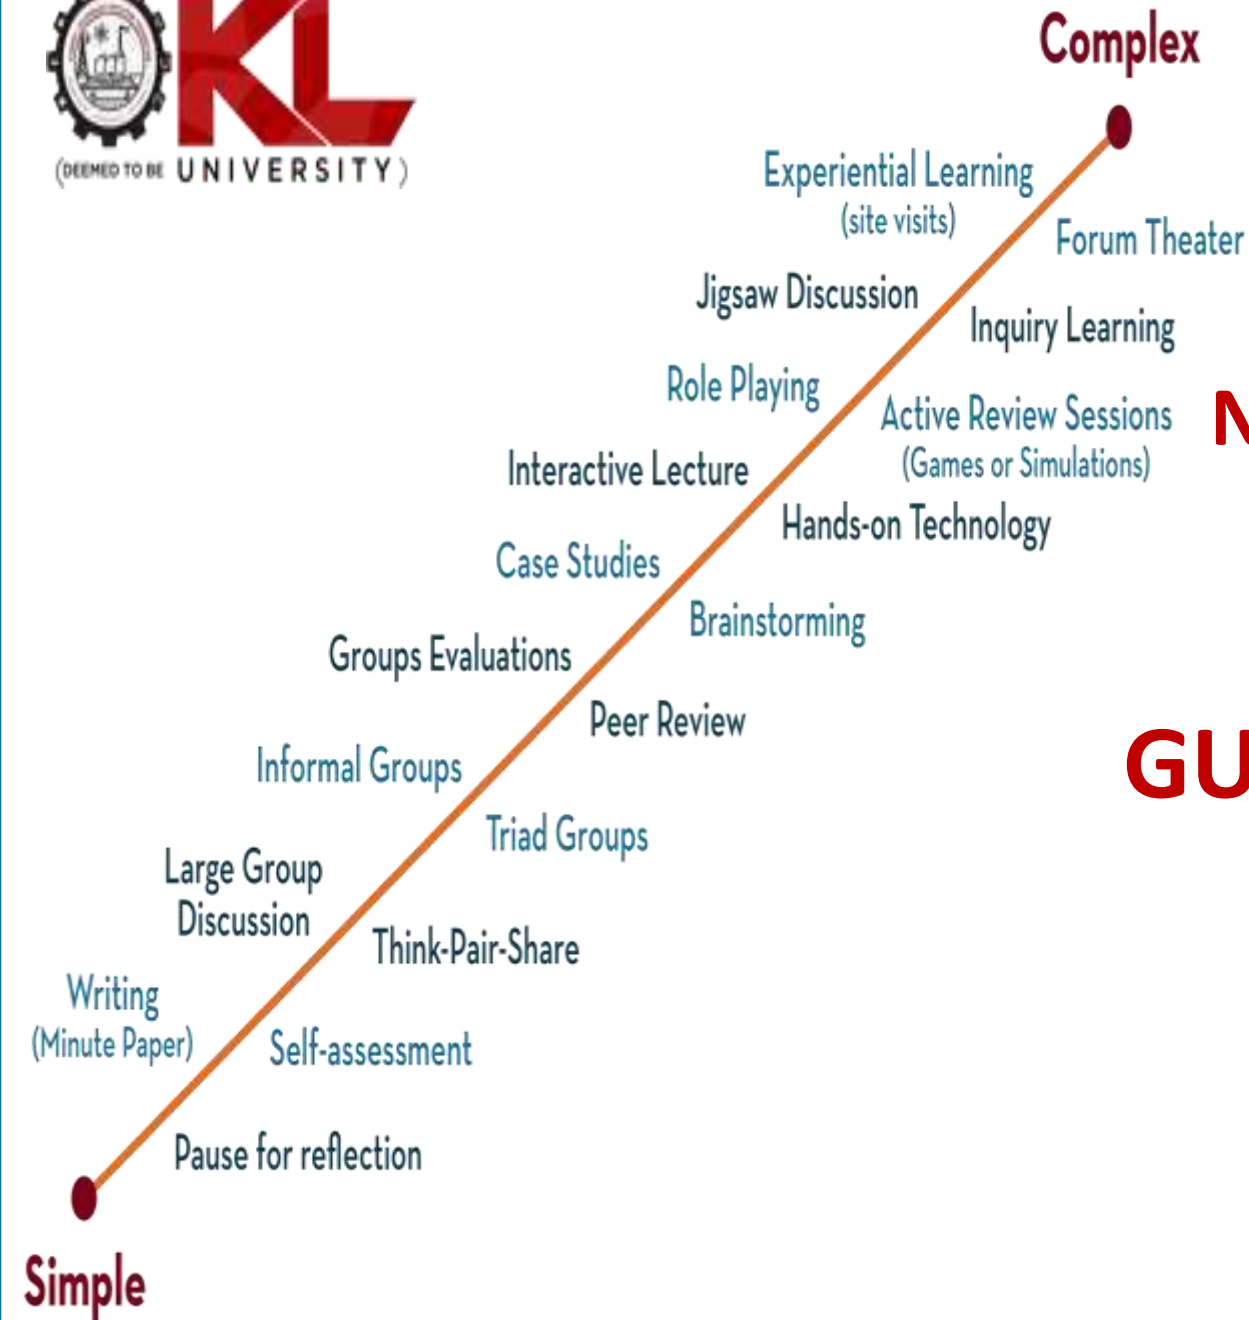 KL
(DEEMED TO BE UNIVERSITY)
Complex
Experiential Learning
(site visits)
Forum Theater
Jigsaw Discussion
Inquiry Learning
Role Playing
Active Review Sessions
(Games or Simulations)
N
Interactive Lecture
Hands-on Technology
Case Studies
Brainstorming
Groups Evaluations
Peer Review
GU
Informal Groups
Triad Groups
Large Group
Discussion
Think-Pair-Share
Writing
(Minute Paper)
Self-assessment
Pause for reflection
Simple